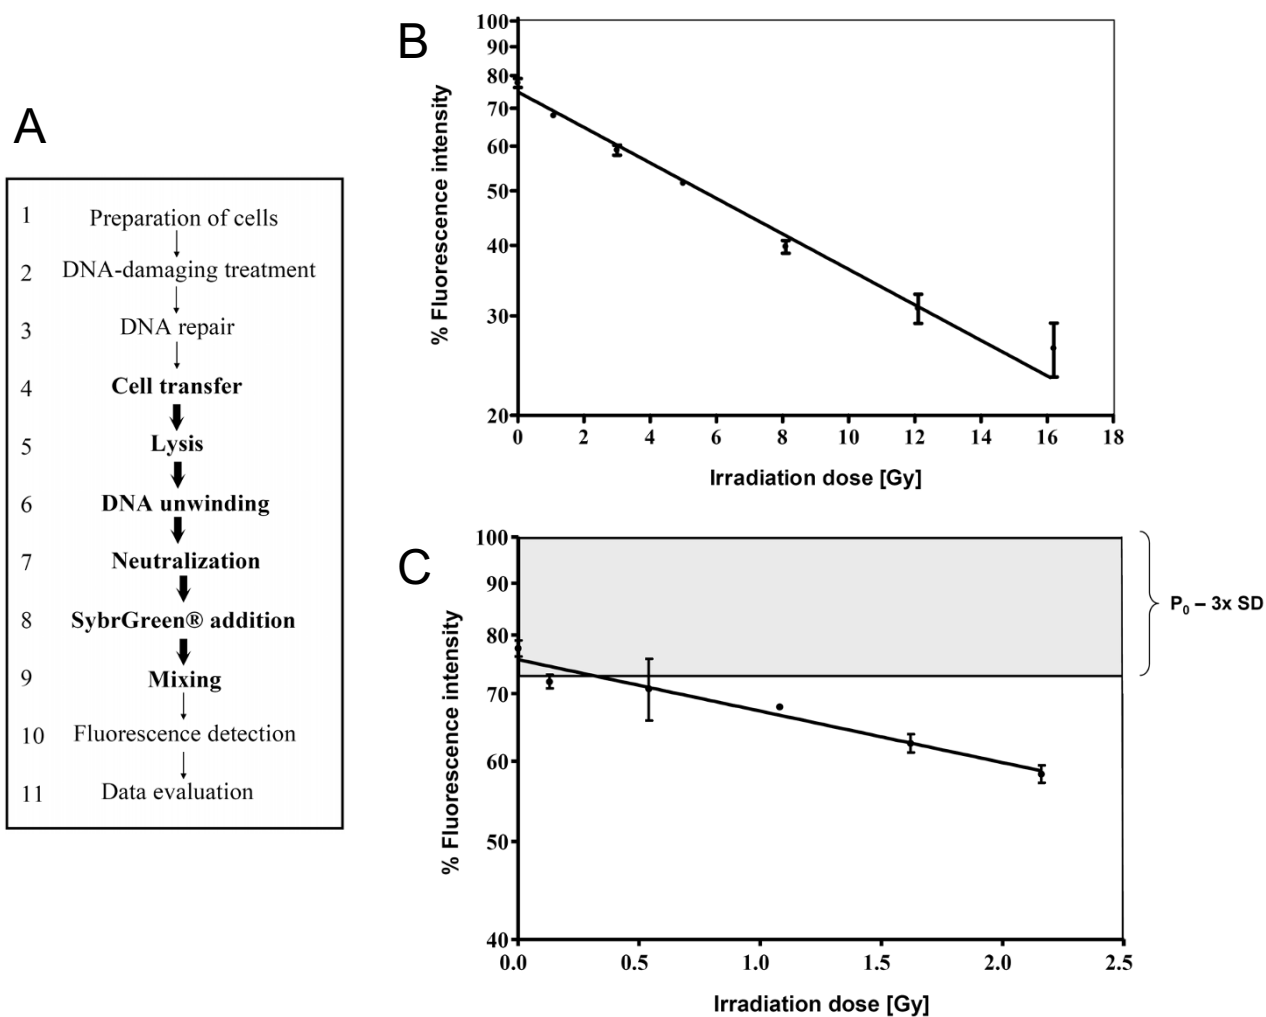 A
1 Preparation of cells
2 DNA-damaging treatment
3 DNA repair
4 Cell transfer
5 Lysis
6 DNA unwinding
7 Neutralization
8 SybrGreen® addition
9 Mixing
10 Fluorescence detection
11 Data evaluation
B
% Fluorescence intensity
100
90
80
70
60
50
40
30
20
0 2 4 6 8 10 12 14 16 18
Irradiation dose [Gy]
C
% Fluorescence intensity
100
90
80
70
60
50
40
P0 – 3x SD
0.0 0.5 1.0 1.5 2.0 2.5
Irradiation dose [Gy]